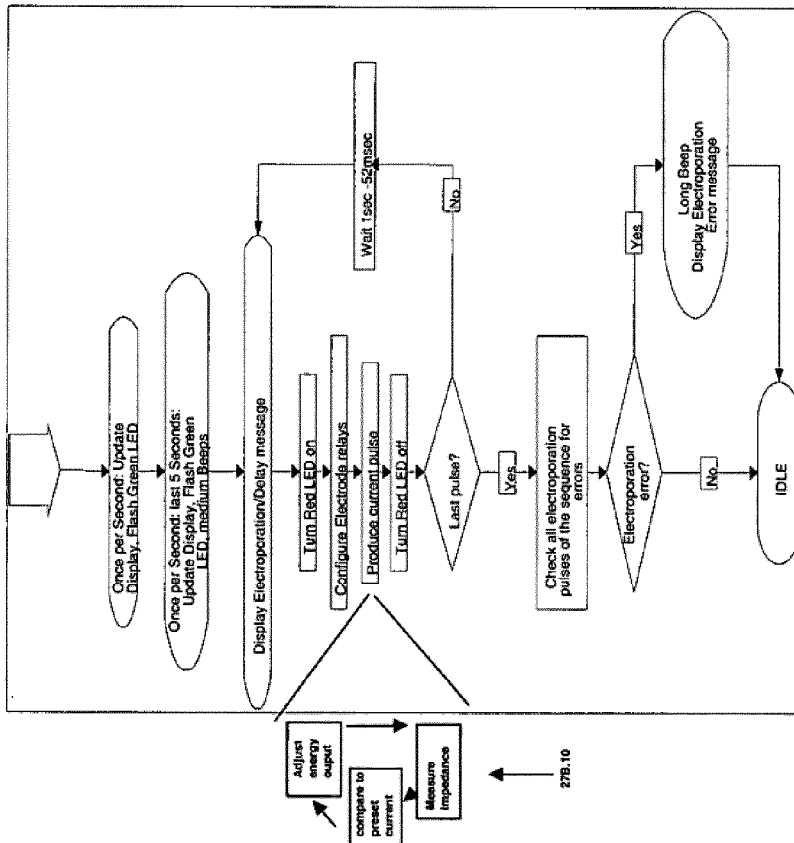 Once per Second: Update
Display, Flash Green LED
Once per Second: last 5 Seconds:
Update Display, Flash Green
LED, medium Beeps
Display Electroporation/Delay message
Turn Red LED on
Configure Electrode relays
Produce current pulse
Turn Red LED off
Last pulse?
No
Wait 1sec -52msec
Yes
Check all electroporation
pulses of the sequence for
errors
Electroporation
error?
Yes
Long Beep
Display Electroporation
Error message
No
IDLE
Adjust
energy
ouput
compare to
preset
current
Measure
Impedance
27B.10